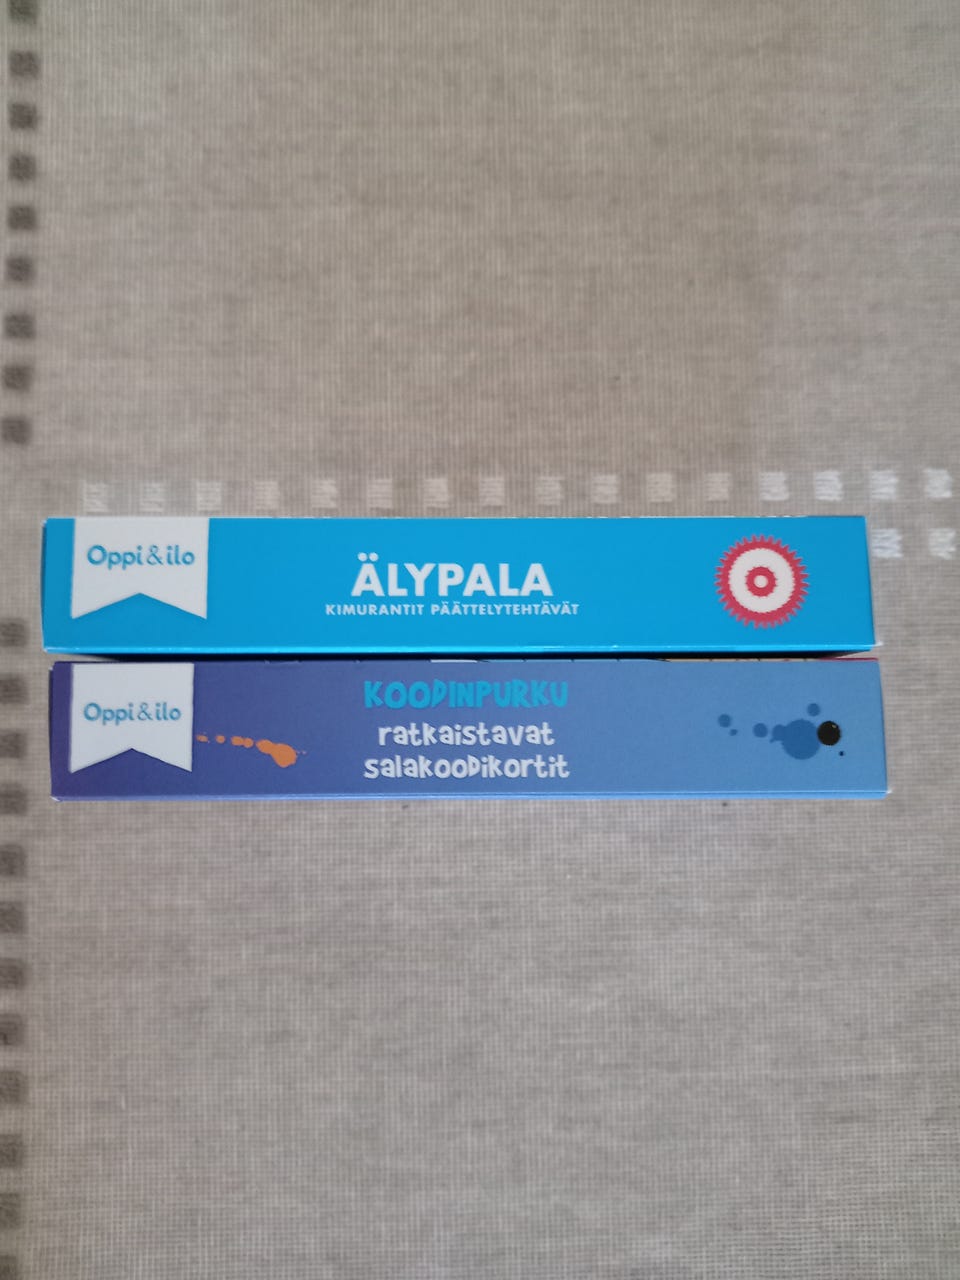 Oppi & ilo
ÄLYPALA
KIMURANTIT PÄÄTTELYTEHTÄVÄT
Oppi & ilo
KOODINPURKU
ratkaistavat
salakoodikortit